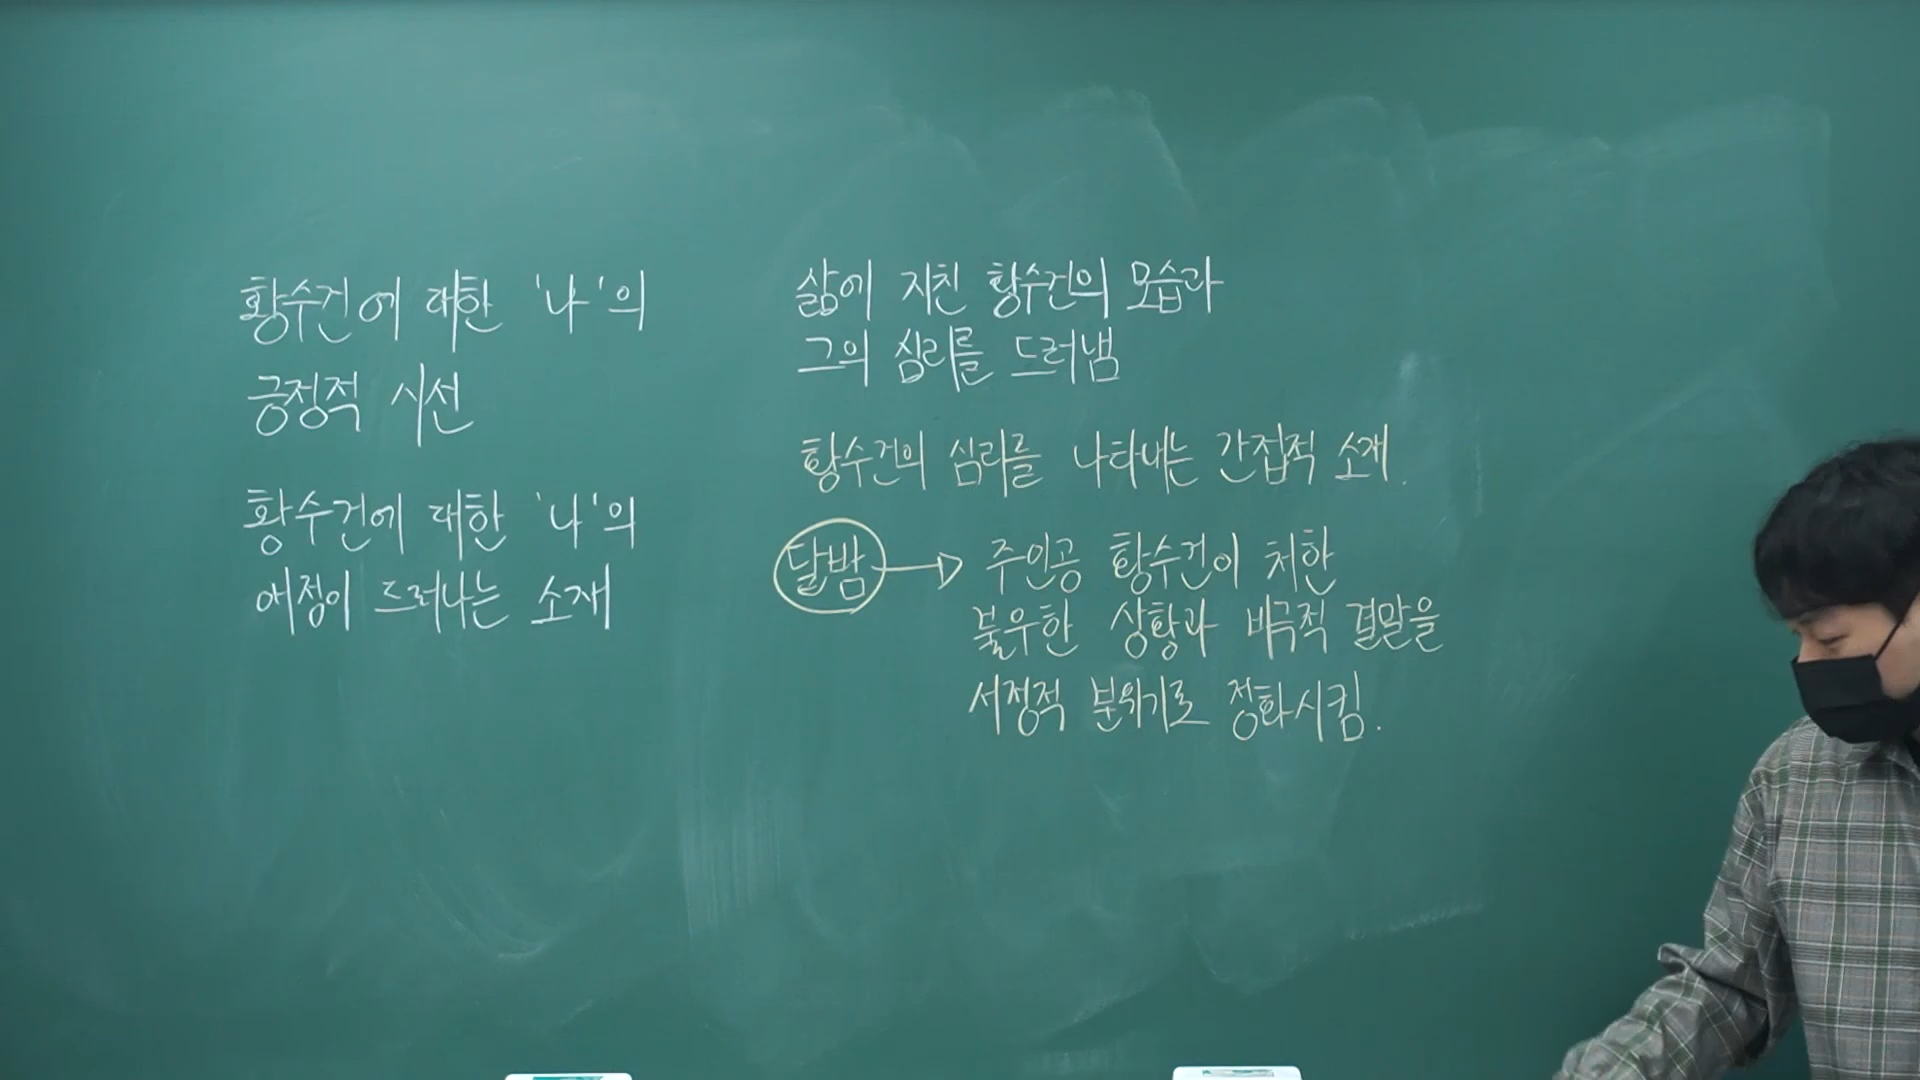 황수건에 대한 '나'의
긍정적 시선
황수건에 대한 '나'의
애정이 드러나는 소재
삶에 지친 황수건의 모습과
그의 심리를 드러냄
황수건의 심리를 나타내는 간접적 소재.
달밤 → 주인공 황수건이 처한
불우한 상황과 비극적 결말을
서정적 분위기로 정화시킴.